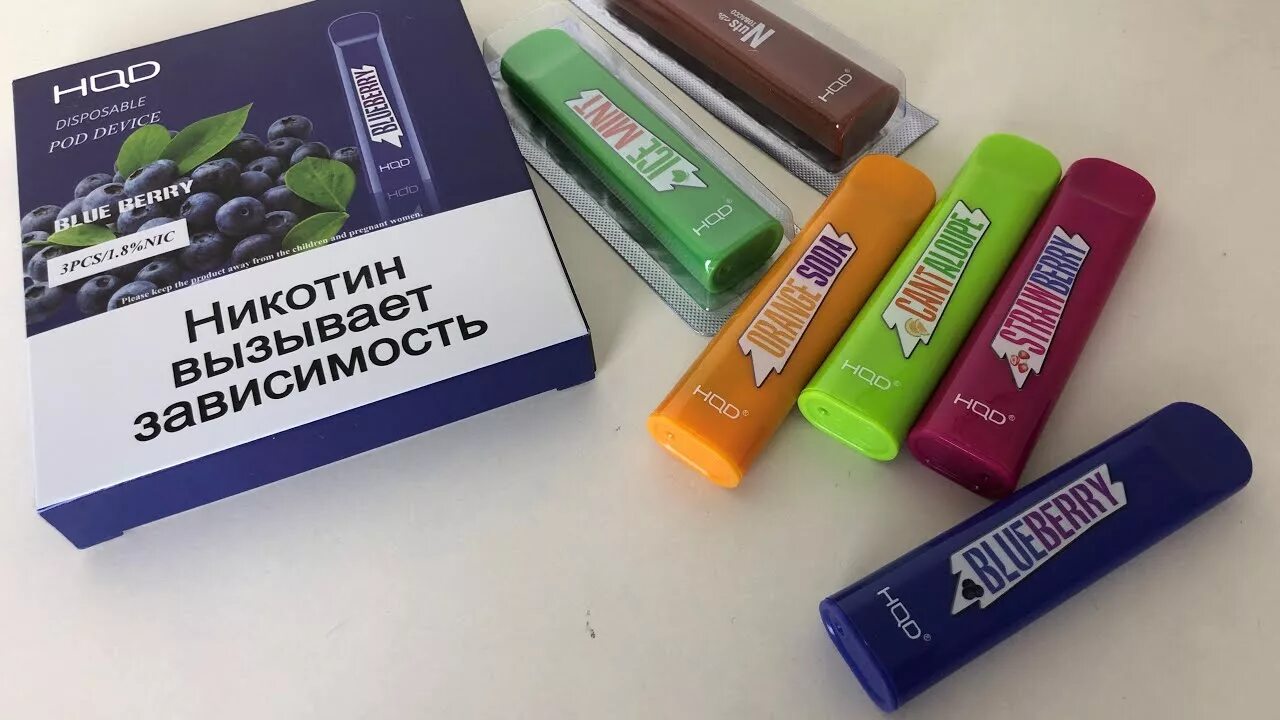 HQD
DISPOSABLE
POD DEVICE
BLUEBERRY
HQD
HQD
BLUE BERRY
3PCS/1.8%NIC
Please keep the product away from the children and pregnant women.
Никотин
вызывает
зависимость
ICE MINT
HQD®
Nuts
TOBACCO
HQD®
ORANGE SODA
HQD®
CANTALOUPE
HQD®
STRAWBERRY
HQD®
BLUEBERRY
HQD®